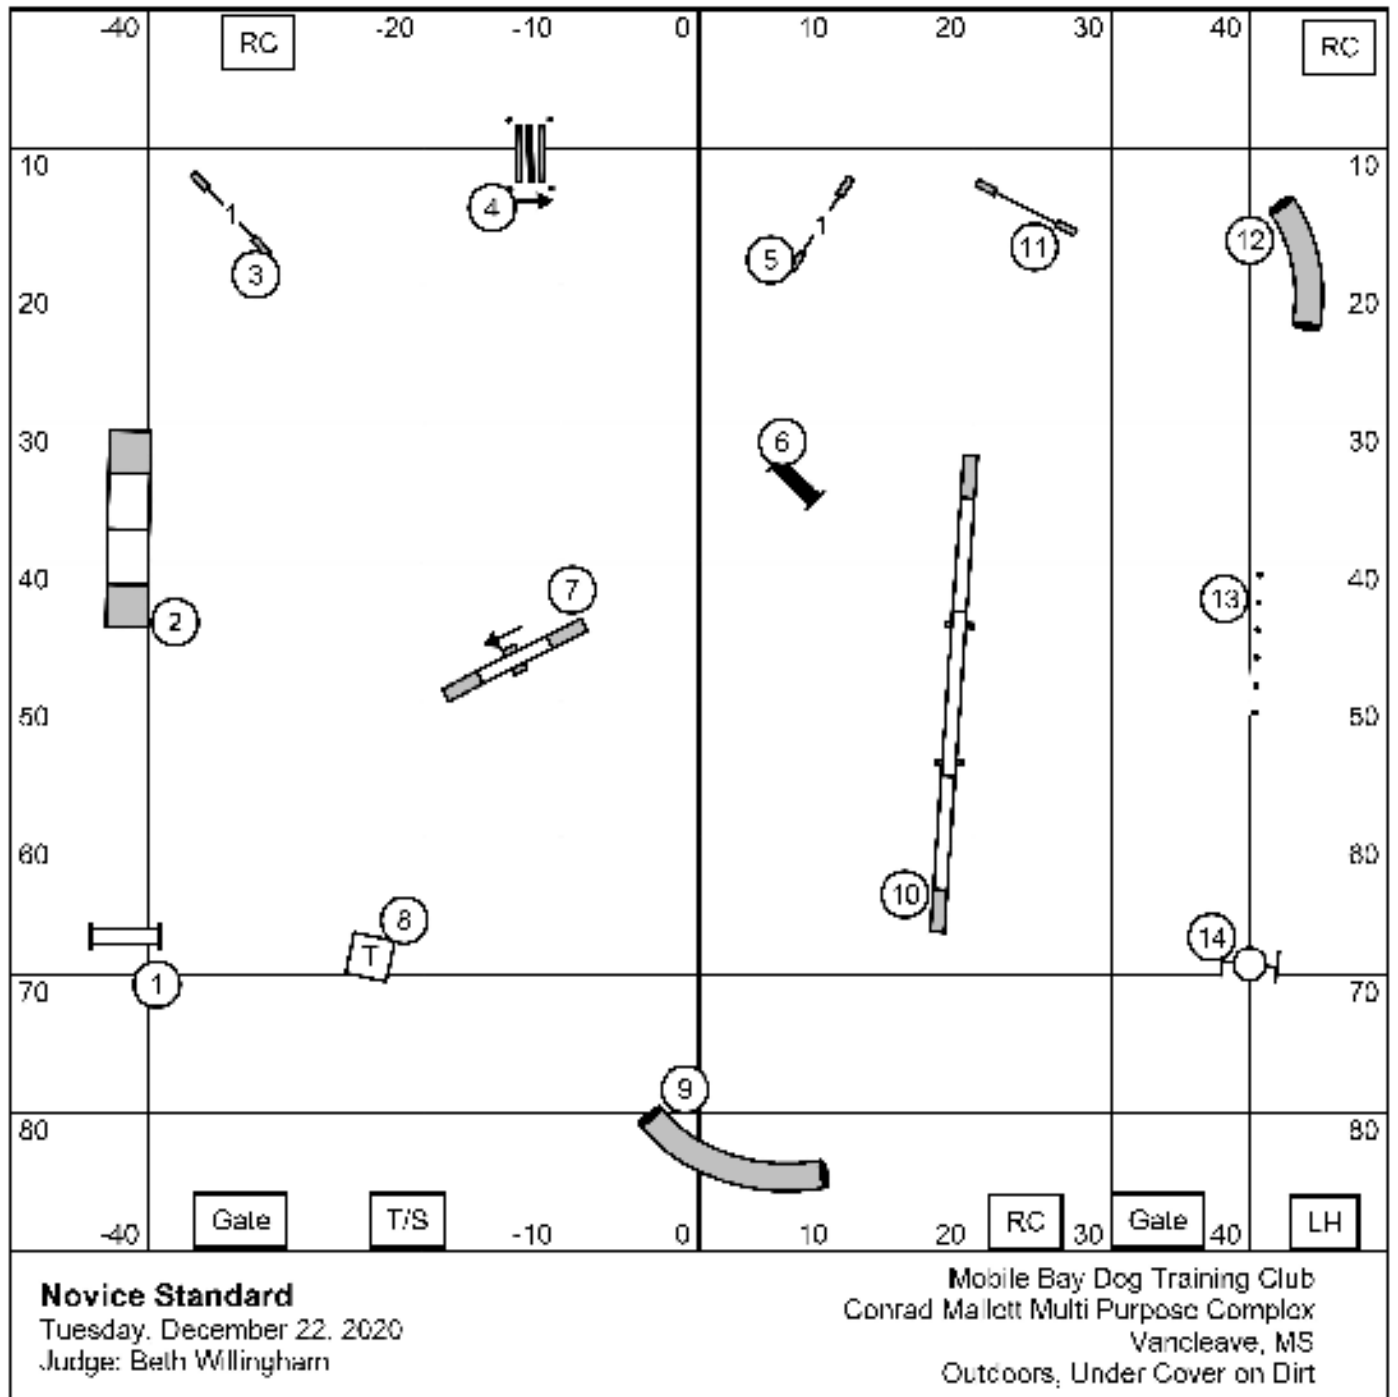 -40 -20 -10 0 10 20 30 40
RC RC
10 10
4
1 1
3 5 11 12
20 20
30 30
6
40 40
7 13
2
50 50
60 80
10
8 14
T
1
70 70
9
80 80
Gate T/S RC Gate LH
-40 -10 0 10 20 30 40
Novice Standard
Tuesday, December 22, 2020
Judge: Beth Willingham
Mobile Bay Dog Training Club
Conrad Mallett Multi Purpose Complex
Vancleave, MS
Outdoors, Under Cover on Dirt